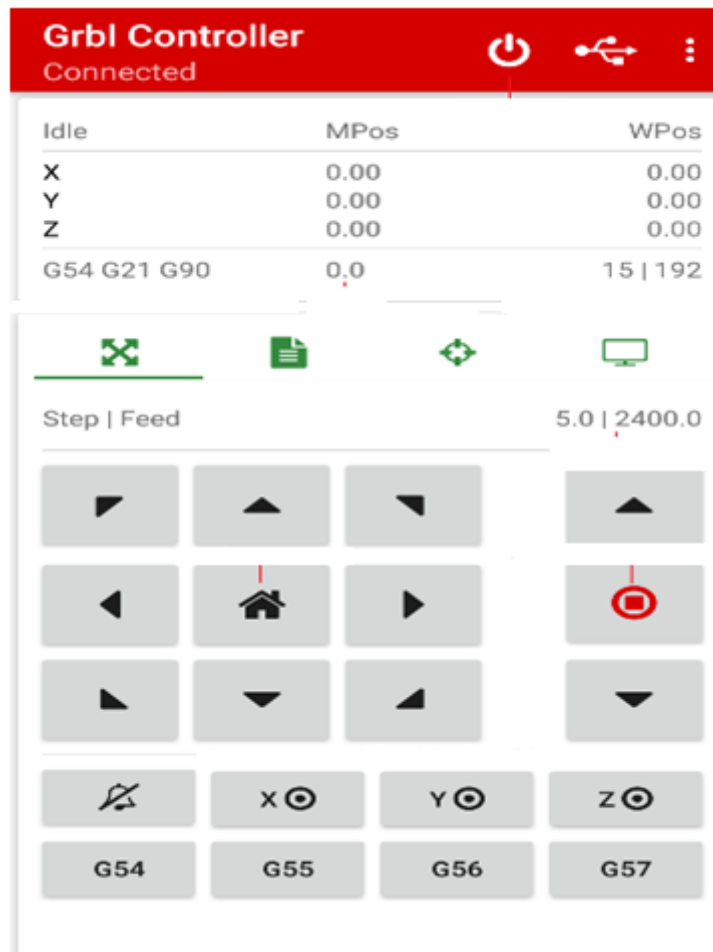 Grbl Controller
Connected
Idle MPos WPos
X 0.00 0.00
Y 0.00 0.00
Z 0.00 0.00
G54 G21 G90 0.0 15 | 192
Step | Feed 5.0 | 2400.0
X Y Z
G54 G55 G56 G57